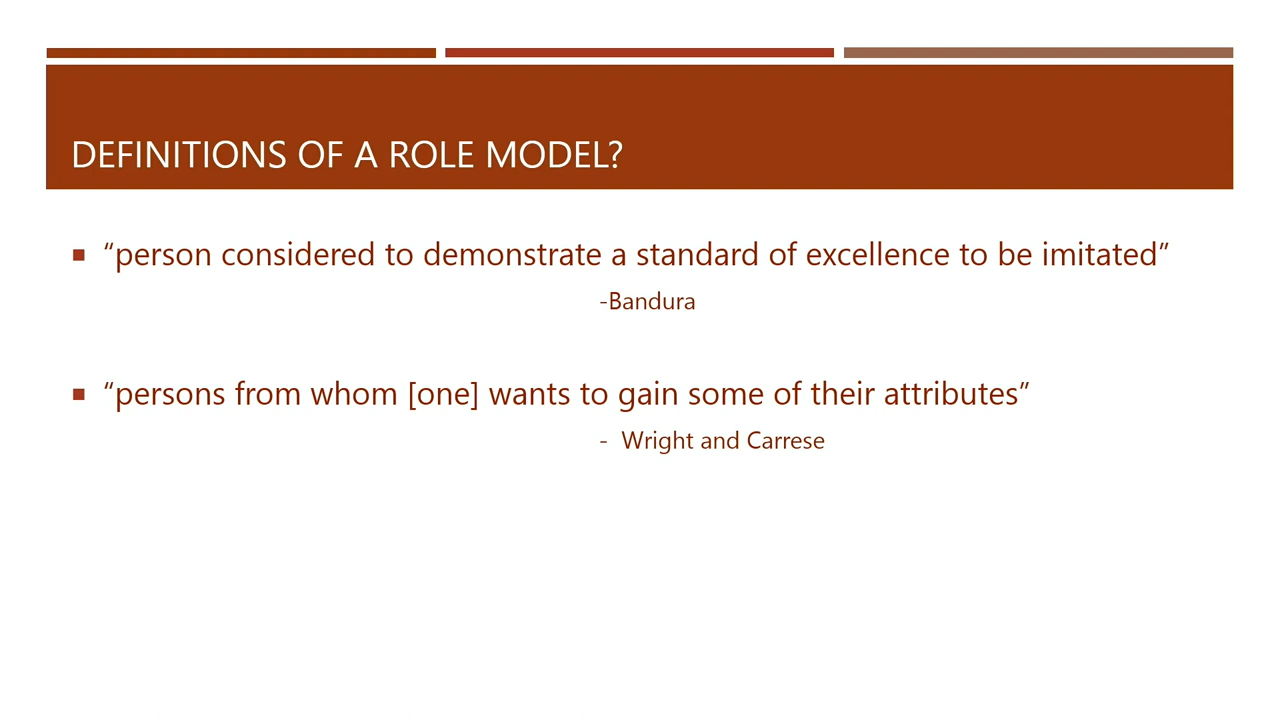 DEFINITIONS OF A ROLE MODEL?
“person considered to demonstrate a standard of excellence to be imitated”
-Bandura
“persons from whom [one] wants to gain some of their attributes”
- Wright and Carrese